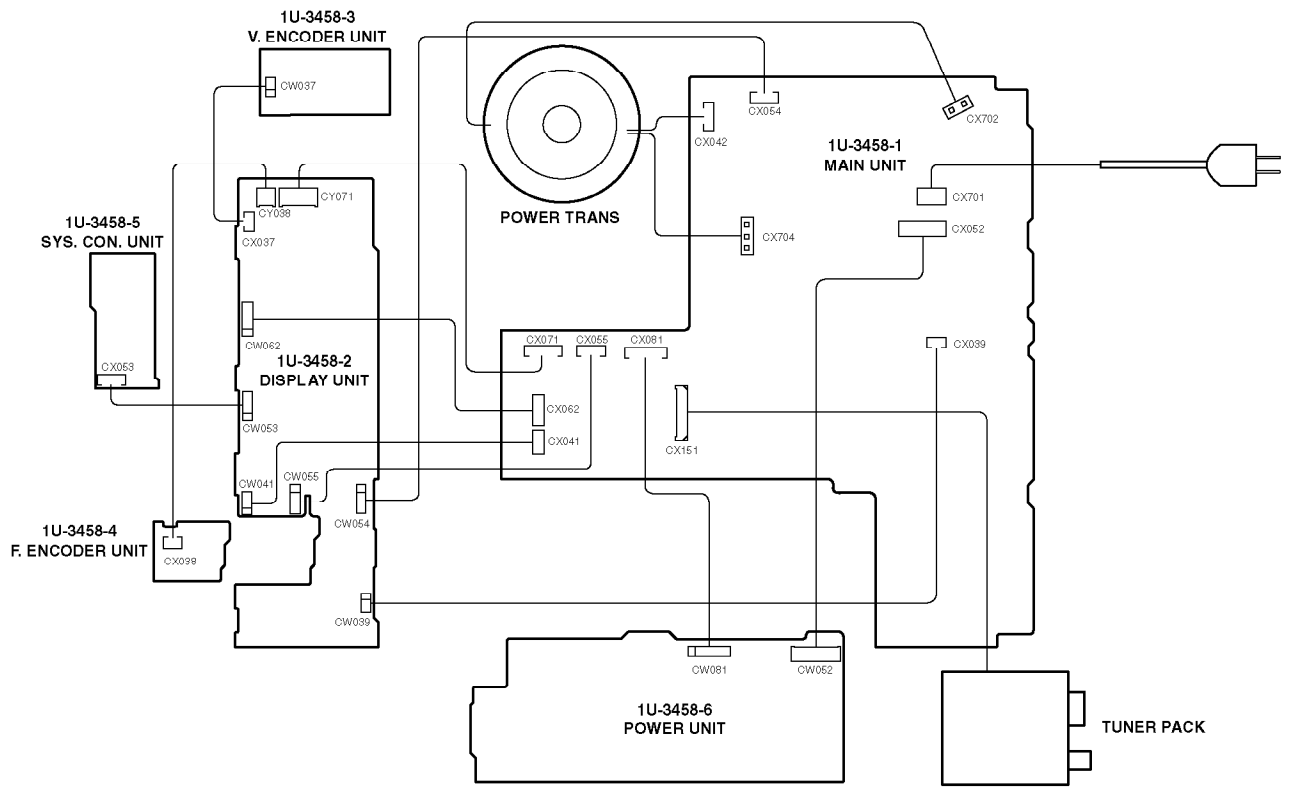 1U-3458-3
V. ENCODER UNIT
CW037
CX054
CX702
CX042
1U-3458-1
MAIN UNIT
CX701
CY038
CY071
POWER TRANS
1U-3458-5
SYS. CON. UNIT
CX037
CX704
CX052
CW062
CX071
CX055
CX081
CX039
1U-3458-2
DISPLAY UNIT
CX053
CX062
CW053
CX041
CX151
CW041
CW055
CW054
1U-3458-4
F. ENCODER UNIT
CW039
CW081
CW052
1U-3458-6
POWER UNIT
TUNER PACK